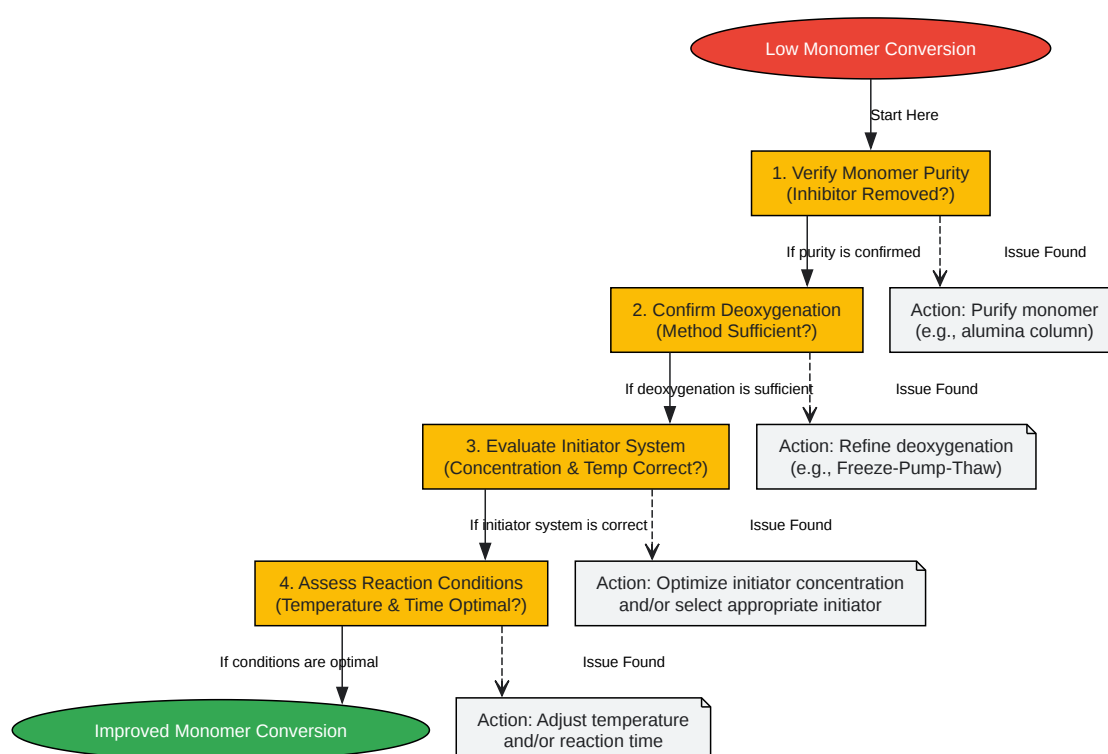 Low Monomer Conversion
Start Here
1. Verify Monomer Purity
(Inhibitor Removed?)
If purity is confirmed
Issue Found
2. Confirm Deoxygenation
(Method Sufficient?)
Action: Purify monomer
(e.g., alumina column)
If deoxygenation is sufficient
Issue Found
3. Evaluate Initiator System
(Concentration & Temp Correct?)
Action: Refine deoxygenation
(e.g., Freeze-Pump-Thaw)
If initiator system is correct
Issue Found
4. Assess Reaction Conditions
(Temperature & Time Optimal?)
Action: Optimize initiator concentration
and/or select appropriate initiator
If conditions are optimal
Issue Found
Improved Monomer Conversion
Action: Adjust temperature
and/or reaction time